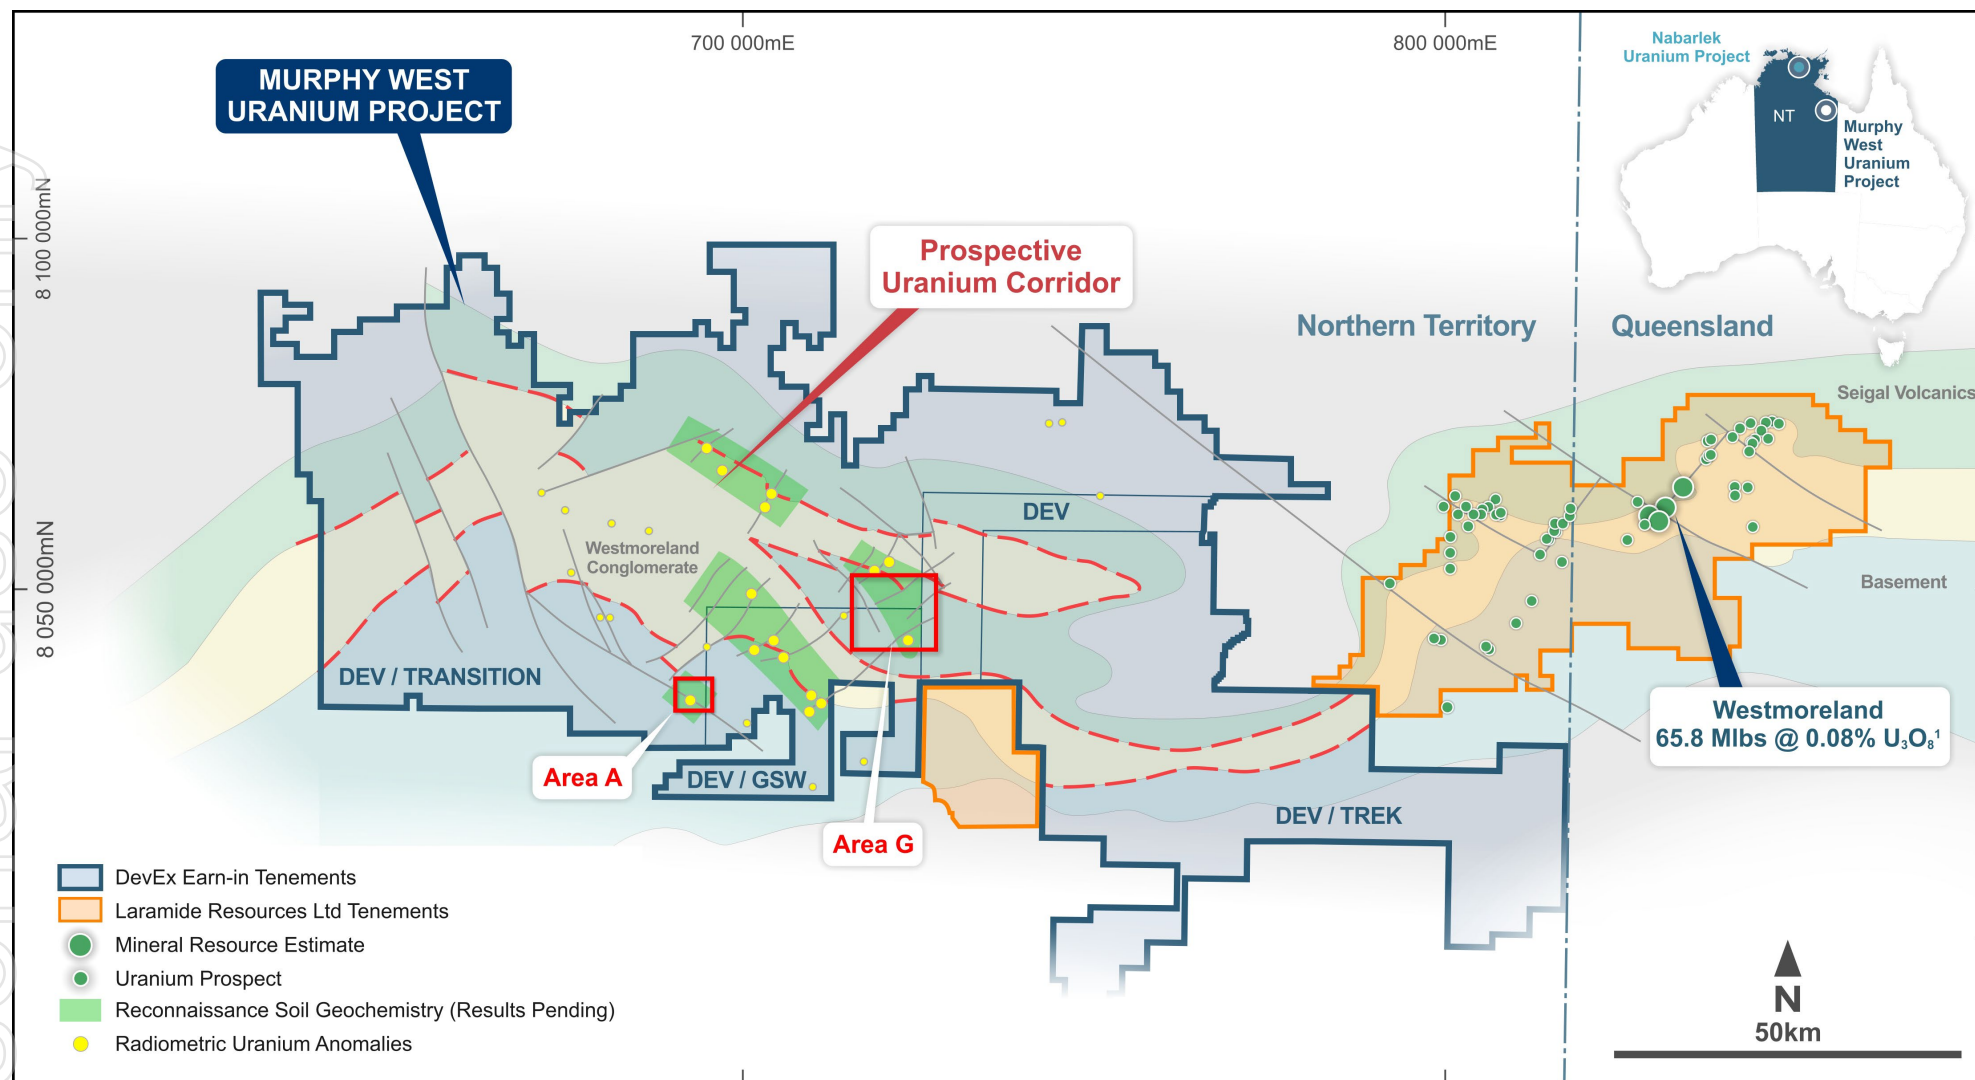 700 000mE
800 000mE
Nabarlek
Uranium Project
MURPHY WEST
URANIUM PROJECT
NT
Murphy
West
Uranium
Project
8 100 000mN
Prospective
Uranium Corridor
Northern Territory
Queensland
Seigal Volcanics
DEV
Westmoreland
Conglomerate
Basement
8 050 000mN
DEV / TRANSITION
Westmoreland
65.8 Mlbs @ 0.08% U₃O₈¹
Area A
DEV / GSW
DEV / TREK
Area G
DevEx Earn-in Tenements
Laramide Resources Ltd Tenements
Mineral Resource Estimate
Uranium Prospect
Reconnaissance Soil Geochemistry (Results Pending)
Radiometric Uranium Anomalies
N
50km